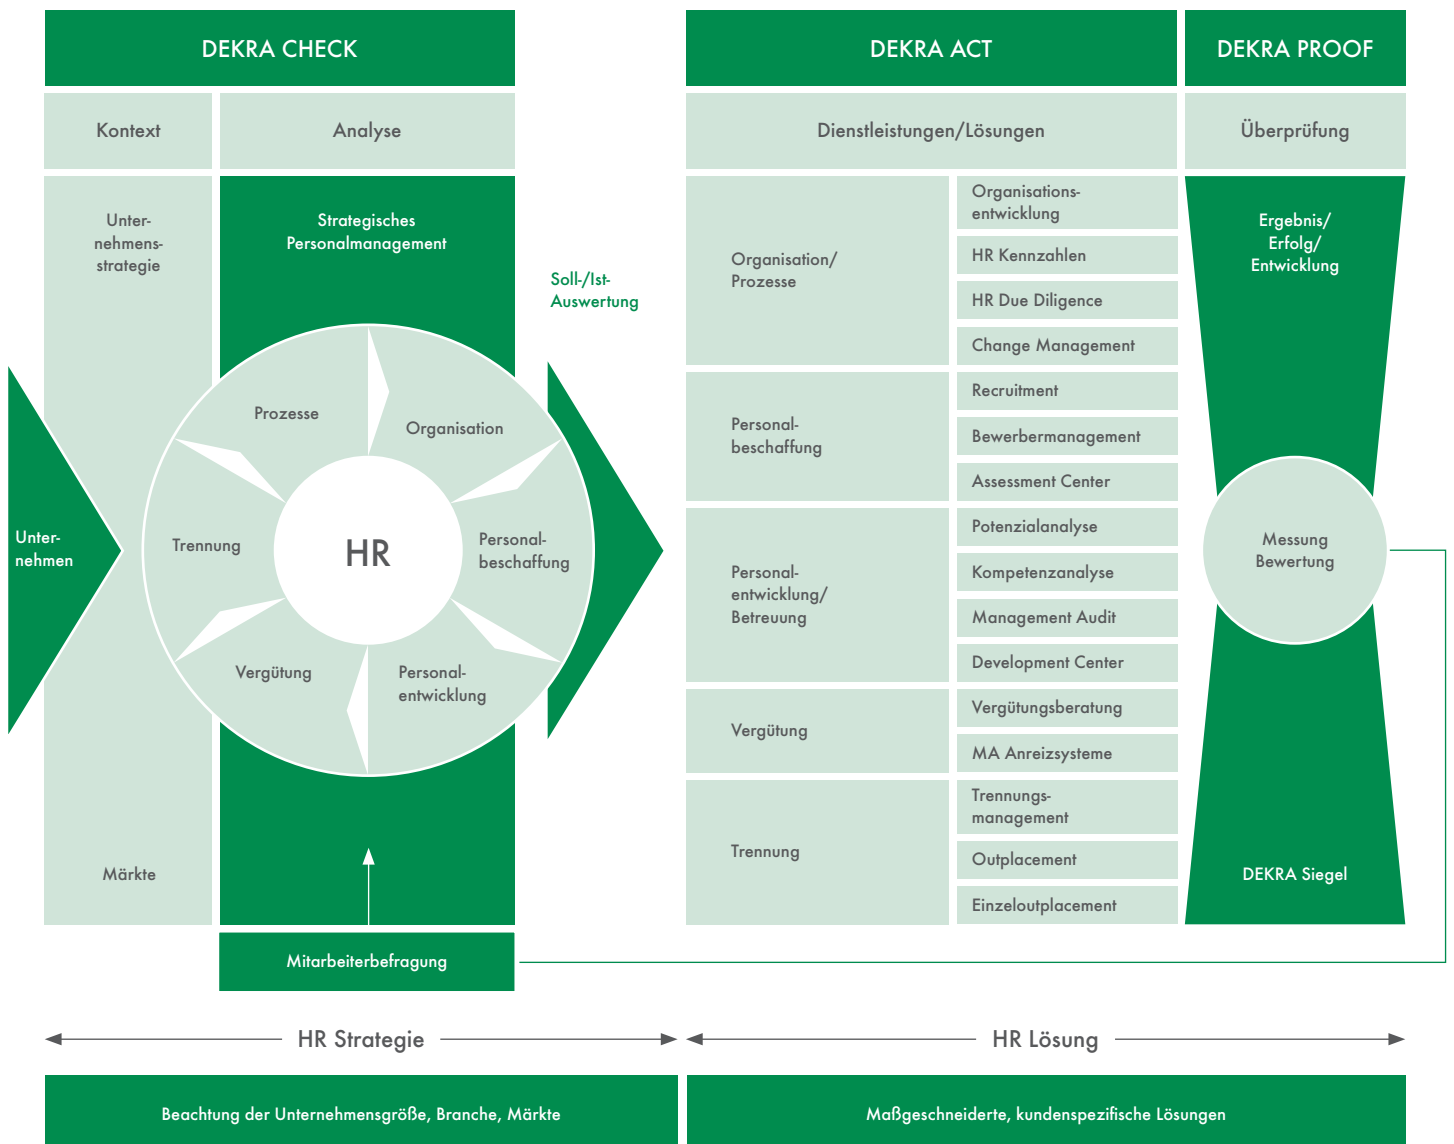 DEKRA CHECK
Kontext
Analyse
Unter-
nehmens-
strategie
Strategisches
Personalmanagement
Unter-
nehmen
Prozesse
Organisation
Trennung
HR
Personal-
beschaffung
Vergütung
Personal-
entwicklung
Märkte
Mitarbeiterbefragung
Soll-/Ist-
Auswertung
DEKRA ACT
Dienstleistungen/Lösungen
Organisation/
Prozesse
Organisations-
entwicklung
HR Kennzahlen
HR Due Diligence
Change Management
Personal-
beschaffung
Recruitment
Bewerbermanagement
Assessment Center
Personal-
entwicklung/
Betreuung
Potenzialanalyse
Kompetenzanalyse
Management Audit
Development Center
Vergütung
Vergütungsberatung
MA Anreizsysteme
Trennung
Trennungs-
management
Outplacement
Einzeloutplacement
DEKRA PROOF
Überprüfung
Ergebnis/
Erfolg/
Entwicklung
Messung
Bewertung
DEKRA Siegel
HR Strategie
HR Lösung
Beachtung der Unternehmensgröße, Branche, Märkte
Maßgeschneiderte, kundenspezifische Lösungen